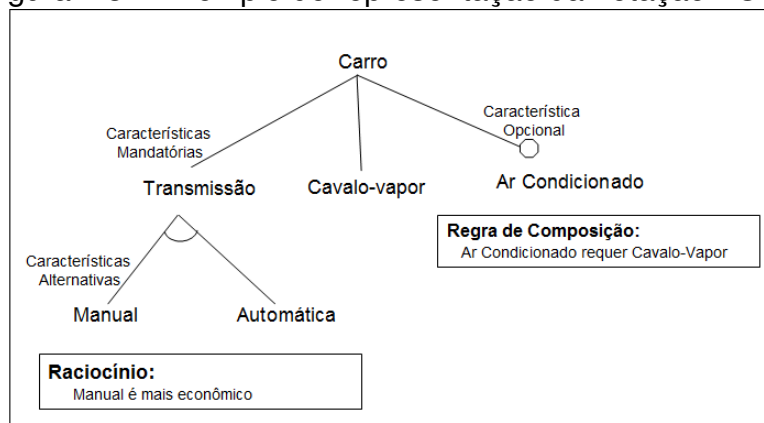 Carro
Característica
Opcional
Características
Mandatórias
Transmissão
Cavalo-vapor
Ar Condicionado
Regra de Composição:
Ar Condicionado requer Cavalo-Vapor
Características
Alternativas
Manual
Automática
Raciocínio:
Manual é mais econômico